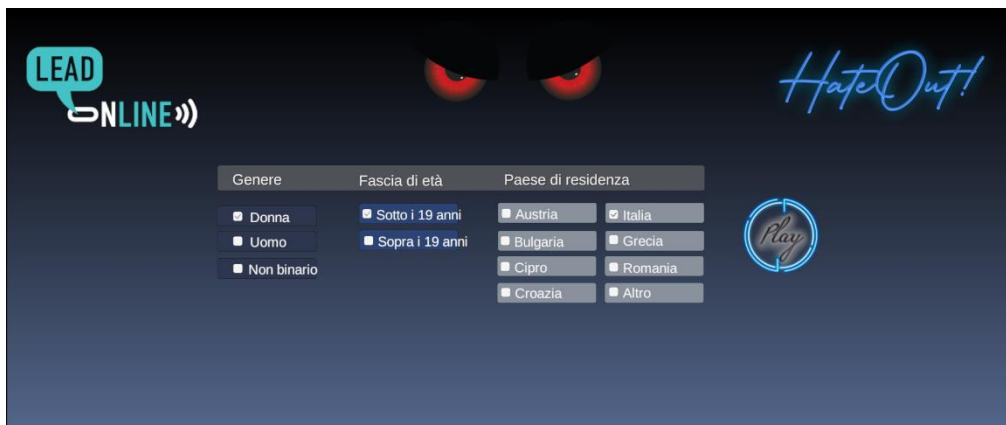 LEAD
ONLINE
HateOut!
Genere Fascia di età Paese di residenza
Donna Sotto i 19 anni Austria Italia
Uomo Sopra i 19 anni Bulgaria Grecia
Non binario Cipro Romania
Croazia Altro
Play